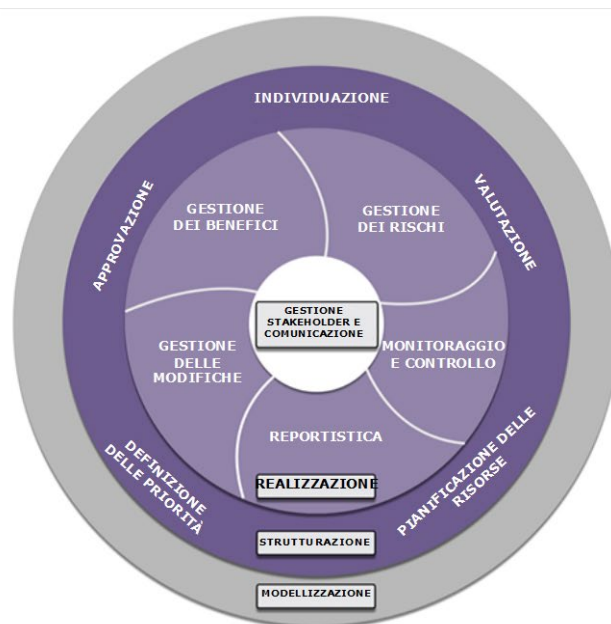 INDIVIDUAZIONE
APPROVAZIONE
VALUTAZIONE
GESTIONE
DEI BENEFICI
GESTIONE
DEI RISCHI
GESTIONE
STAKEHOLDER E
COMUNICAZIONE
GESTIONE
DELLE
MODIFICHE
MONITORAGGIO
E CONTROLLO
REPORTISTICA
REALIZZAZIONE
DEFINIZIONE
DELLE PRIORITÀ
PIANIFICAZIONE DELLE
RISORSE
STRUTTURAZIONE
MODELLIZZAZIONE